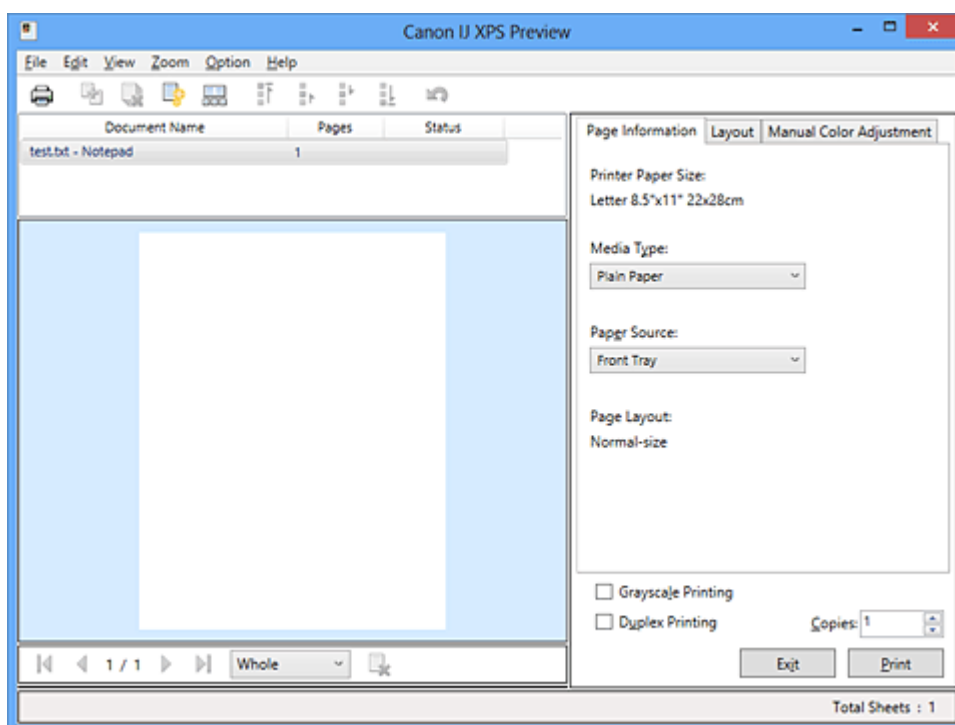 Canon IJ XPS Preview
File Edit View Zoom Option Help
Document Name Pages Status
test.txt - Notepad 1
Page Information Layout Manual Color Adjustment
Printer Paper Size:
Letter 8.5"x11" 22x28cm
Media Type:
Plain Paper
Paper Source:
Front Tray
Page Layout:
Normal-size
Grayscale Printing
Duplex Printing Copies: 1
1 / 1 Whole Exit Print
Total Sheets : 1